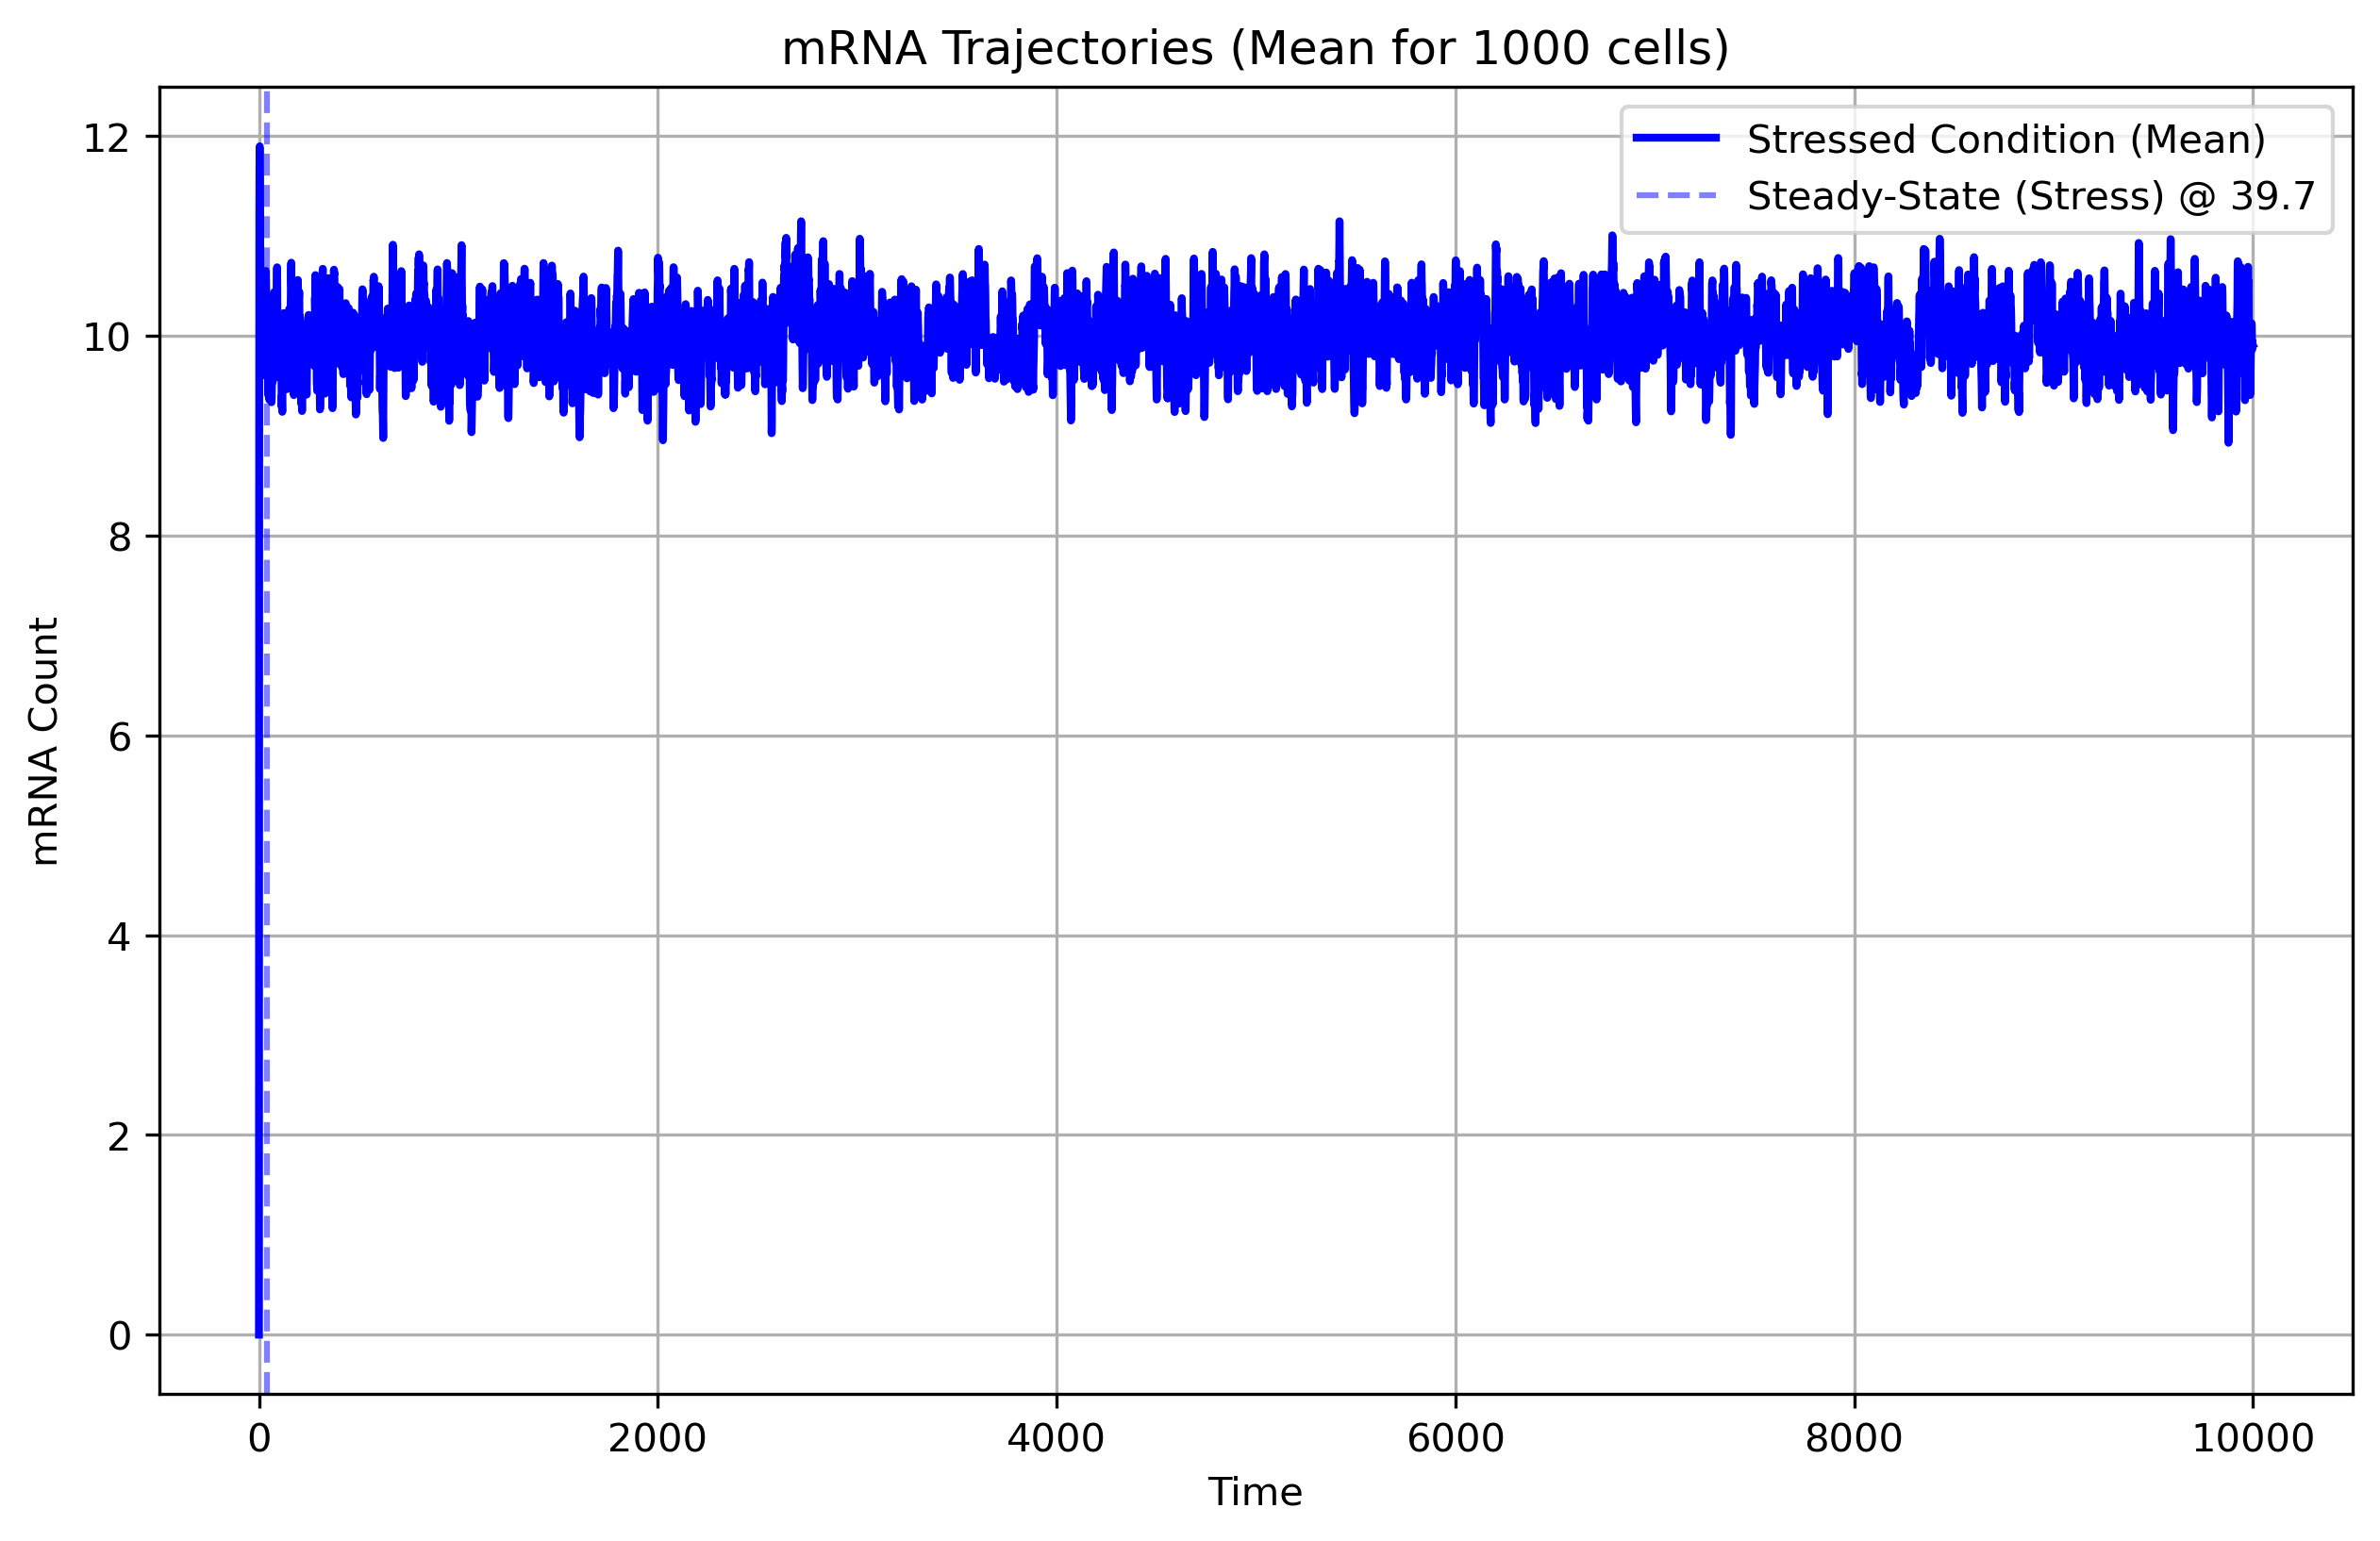 mRNA Trajectories (Mean for 1000 cells)
Stressed Condition (Mean)
Steady-State (Stress) @ 39.7
mRNA Count
12
10
8
6
4
2
0
0 2000 4000 6000 8000 10000
Time